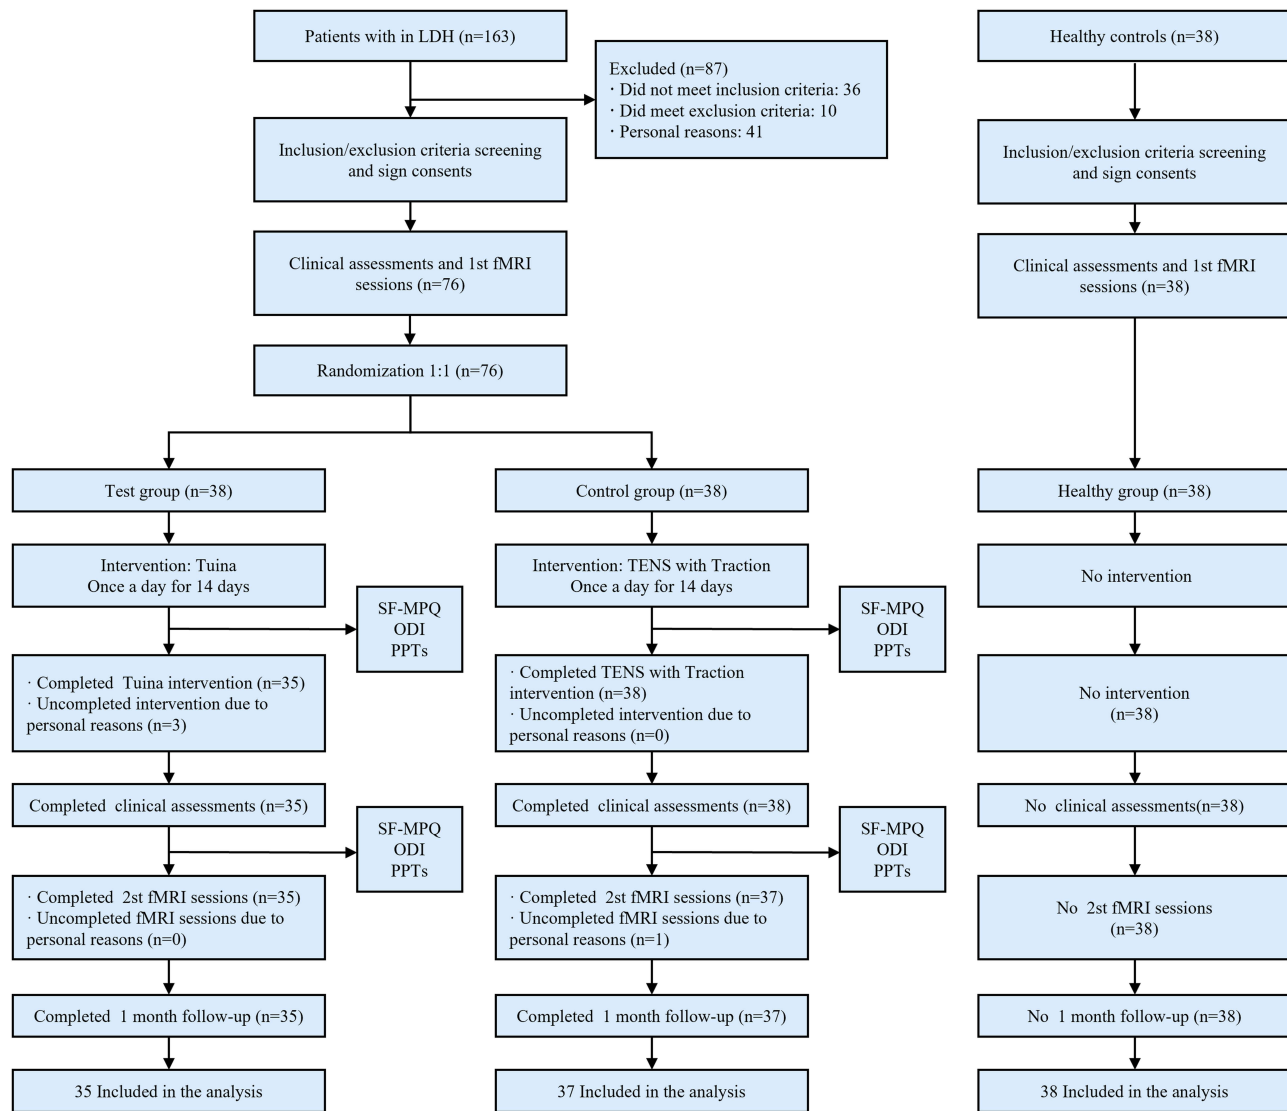 Patients with in LDH (n=163)
Excluded (n=87)
· Did not meet inclusion criteria: 36
· Did meet exclusion criteria: 10
· Personal reasons: 41
Inclusion/exclusion criteria screening
and sign consents
Clinical assessments and 1st fMRI
sessions (n=76)
Randomization 1:1 (n=76)
Test group (n=38)
Intervention: Tuina
Once a day for 14 days
SF-MPQ
ODI
PPTs
· Completed  Tuina intervention (n=35)
· Uncompleted intervention due to
personal reasons (n=3)
Completed  clinical assessments (n=35)
SF-MPQ
ODI
PPTs
· Completed  2st fMRI sessions (n=35)
· Uncompleted fMRI sessions due to
personal reasons (n=0)
Completed  1 month follow-up (n=35)
35 Included in the analysis
Control group (n=38)
Intervention: TENS with Traction
Once a day for 14 days
SF-MPQ
ODI
PPTs
· Completed TENS with Traction
intervention (n=38)
· Uncompleted intervention due to
personal reasons (n=0)
Completed  clinical assessments (n=38)
SF-MPQ
ODI
PPTs
· Completed  2st fMRI sessions (n=37)
· Uncompleted fMRI sessions due to
personal reasons (n=1)
Completed  1 month follow-up (n=37)
37 Included in the analysis
Healthy controls (n=38)
Inclusion/exclusion criteria screening
and sign consents
Clinical assessments and 1st fMRI
sessions (n=38)
Healthy group (n=38)
No intervention
No intervention
(n=38)
No  clinical assessments(n=38)
No  2st fMRI sessions
(n=38)
No  1 month follow-up (n=38)
38 Included in the analysis